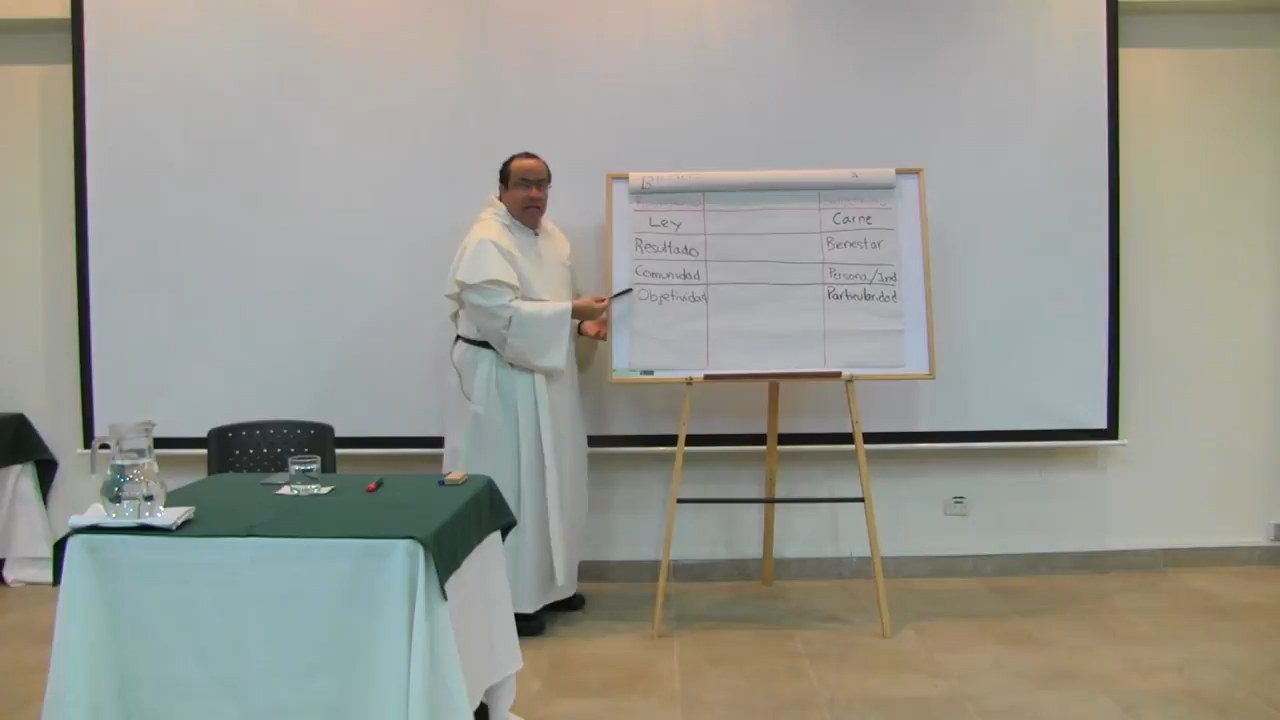 Ley Carne
Resultado Bienestar
Comunidad Persona/Ind.
Objetividad Particularidad